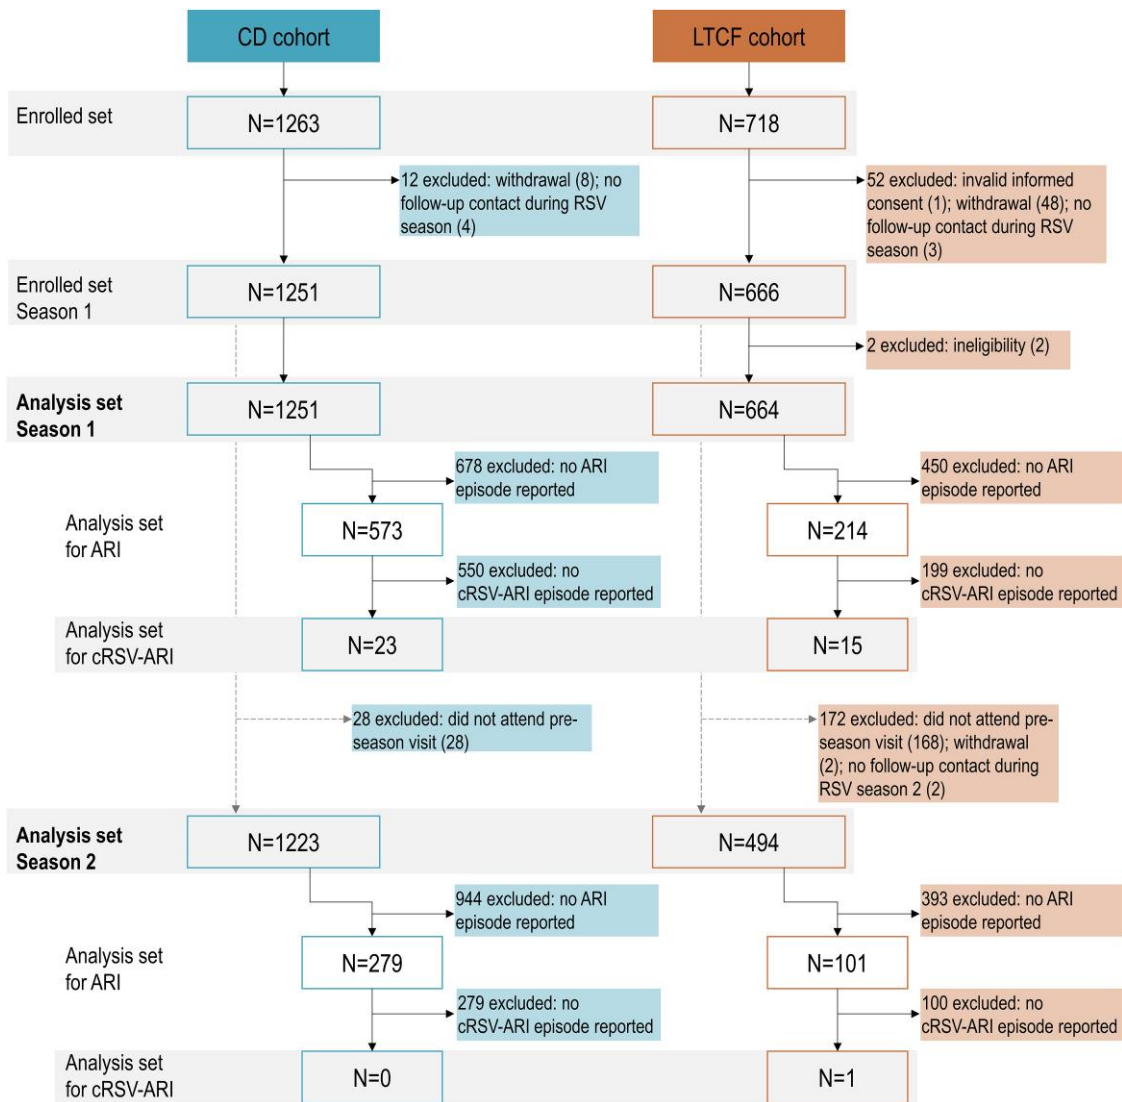 CD cohort
LTCF cohort
Enrolled set
N=1263
N=718
12 excluded: withdrawal (8); no
follow-up contact during RSV
season (4)
52 excluded: invalid informed
consent (1); withdrawal (48); no
follow-up contact during RSV
season (3)
Enrolled set
Season 1
N=1251
N=666
2 excluded: ineligibility (2)
Analysis set
Season 1
N=1251
N=664
678 excluded: no ARI
episode reported
450 excluded: no ARI
episode reported
Analysis set
for ARI
N=573
N=214
550 excluded: no
cRSV-ARI episode reported
199 excluded: no
cRSV-ARI episode reported
Analysis set
for cRSV-ARI
N=23
N=15
28 excluded: did not attend pre-
season visit (28)
172 excluded: did not attend pre-
season visit (168); withdrawal
(2); no follow-up contact during
RSV season 2 (2)
Analysis set
Season 2
N=1223
N=494
944 excluded: no ARI
episode reported
393 excluded: no ARI
episode reported
Analysis set
for ARI
N=279
N=101
279 excluded: no
cRSV-ARI episode reported
100 excluded: no
cRSV-ARI episode reported
Analysis set
for cRSV-ARI
N=0
N=1